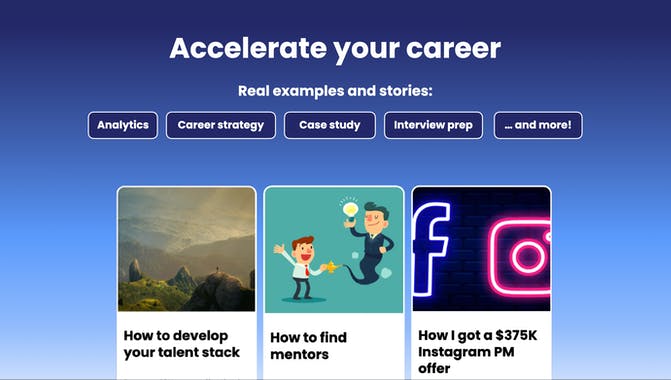 Accelerate your career
Real examples and stories:
Analytics
Career strategy
Case study
Interview prep
... and more!
How to develop
your talent stack
How to find
mentors
How I got a $375K
Instagram PM
offer